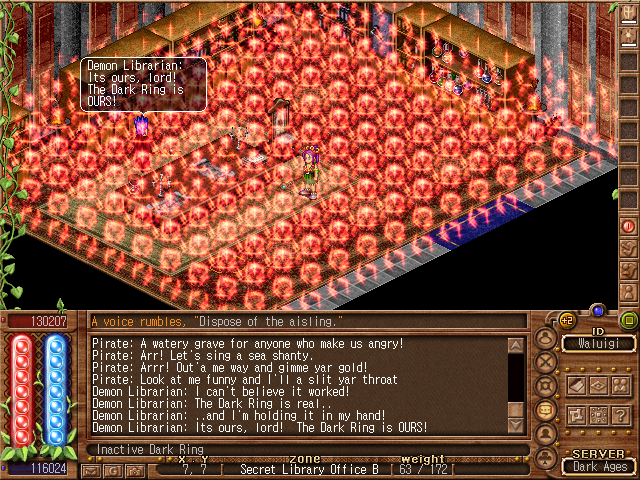 Demon Librarian:
Its ours, lord!
The Dark Ring is
OURS!
130207
A voice rumbles, "Dispose of the aisling."
+2
ID
Waluigi
Pirate: A watery grave for anyone who make us angry!
Pirate: Arr! Let's sing a sea shanty.
Pirate: Arrr! Out'a me way and gimme yar gold!
Pirate: Look at me funny and I'll a slit yar throat
Demon Librarian: I can't believe it worked!
Demon Librarian: The Dark Ring is real..
Demon Librarian: ..and I'm holding it in my hand!
Demon Librarian: Its ours, lord!  The Dark Ring is OURS!
Inactive Dark Ring
116024
X Y zone weight
7, 7 [ Secret Library Office B [ 63 / 172 [
G
?
SERVER
Dark Ages